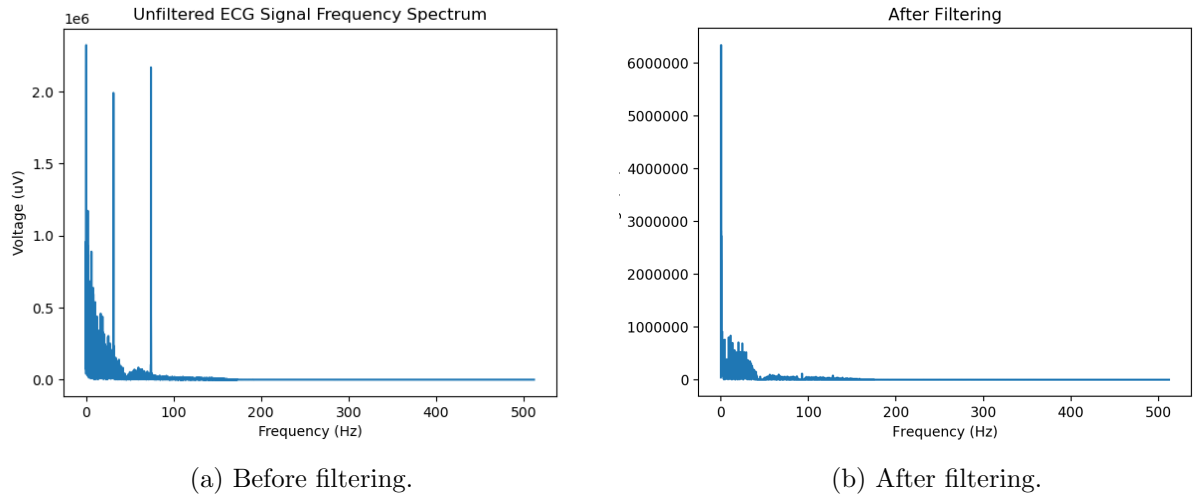 Unfiltered ECG Signal Frequency Spectrum
1e6
2.0
1.5
1.0
0.5
0.0
Voltage (uV)
0 100 200 300 400 500
Frequency (Hz)
(a) Before filtering.
After Filtering
6000000
5000000
4000000
3000000
2000000
1000000
0
0 100 200 300 400 500
Frequency (Hz)
(b) After filtering.